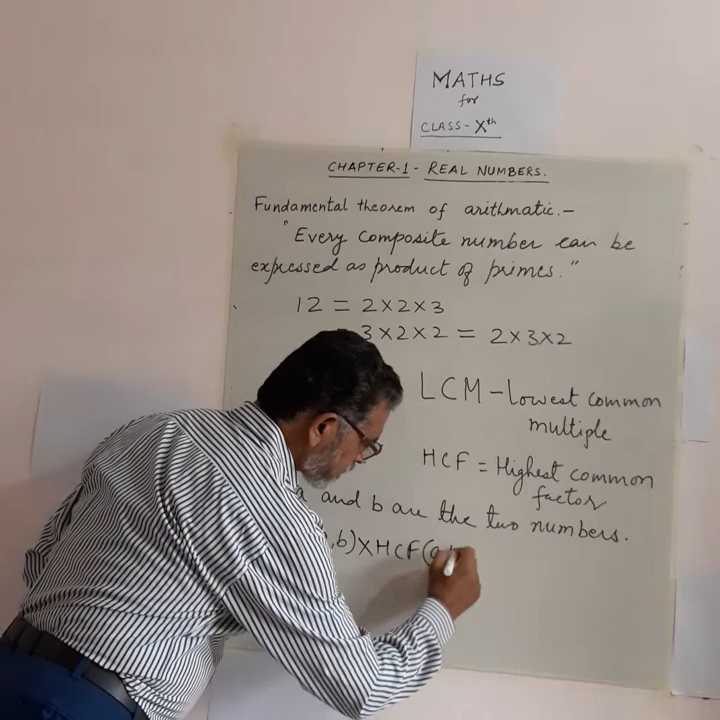 MATHS
for
CLASS - Xth
CHAPTER-1 - REAL NUMBERS.
Fundamental theorem of arithmatic.-
"Every composite number can be
expressed as product of primes."
12 = 2×2×3
3×2×2 = 2×3×2
LCM - Lowest common
multiple
HCF = Highest common
factor
a and b are the two numbers.
,b)×HCF(a